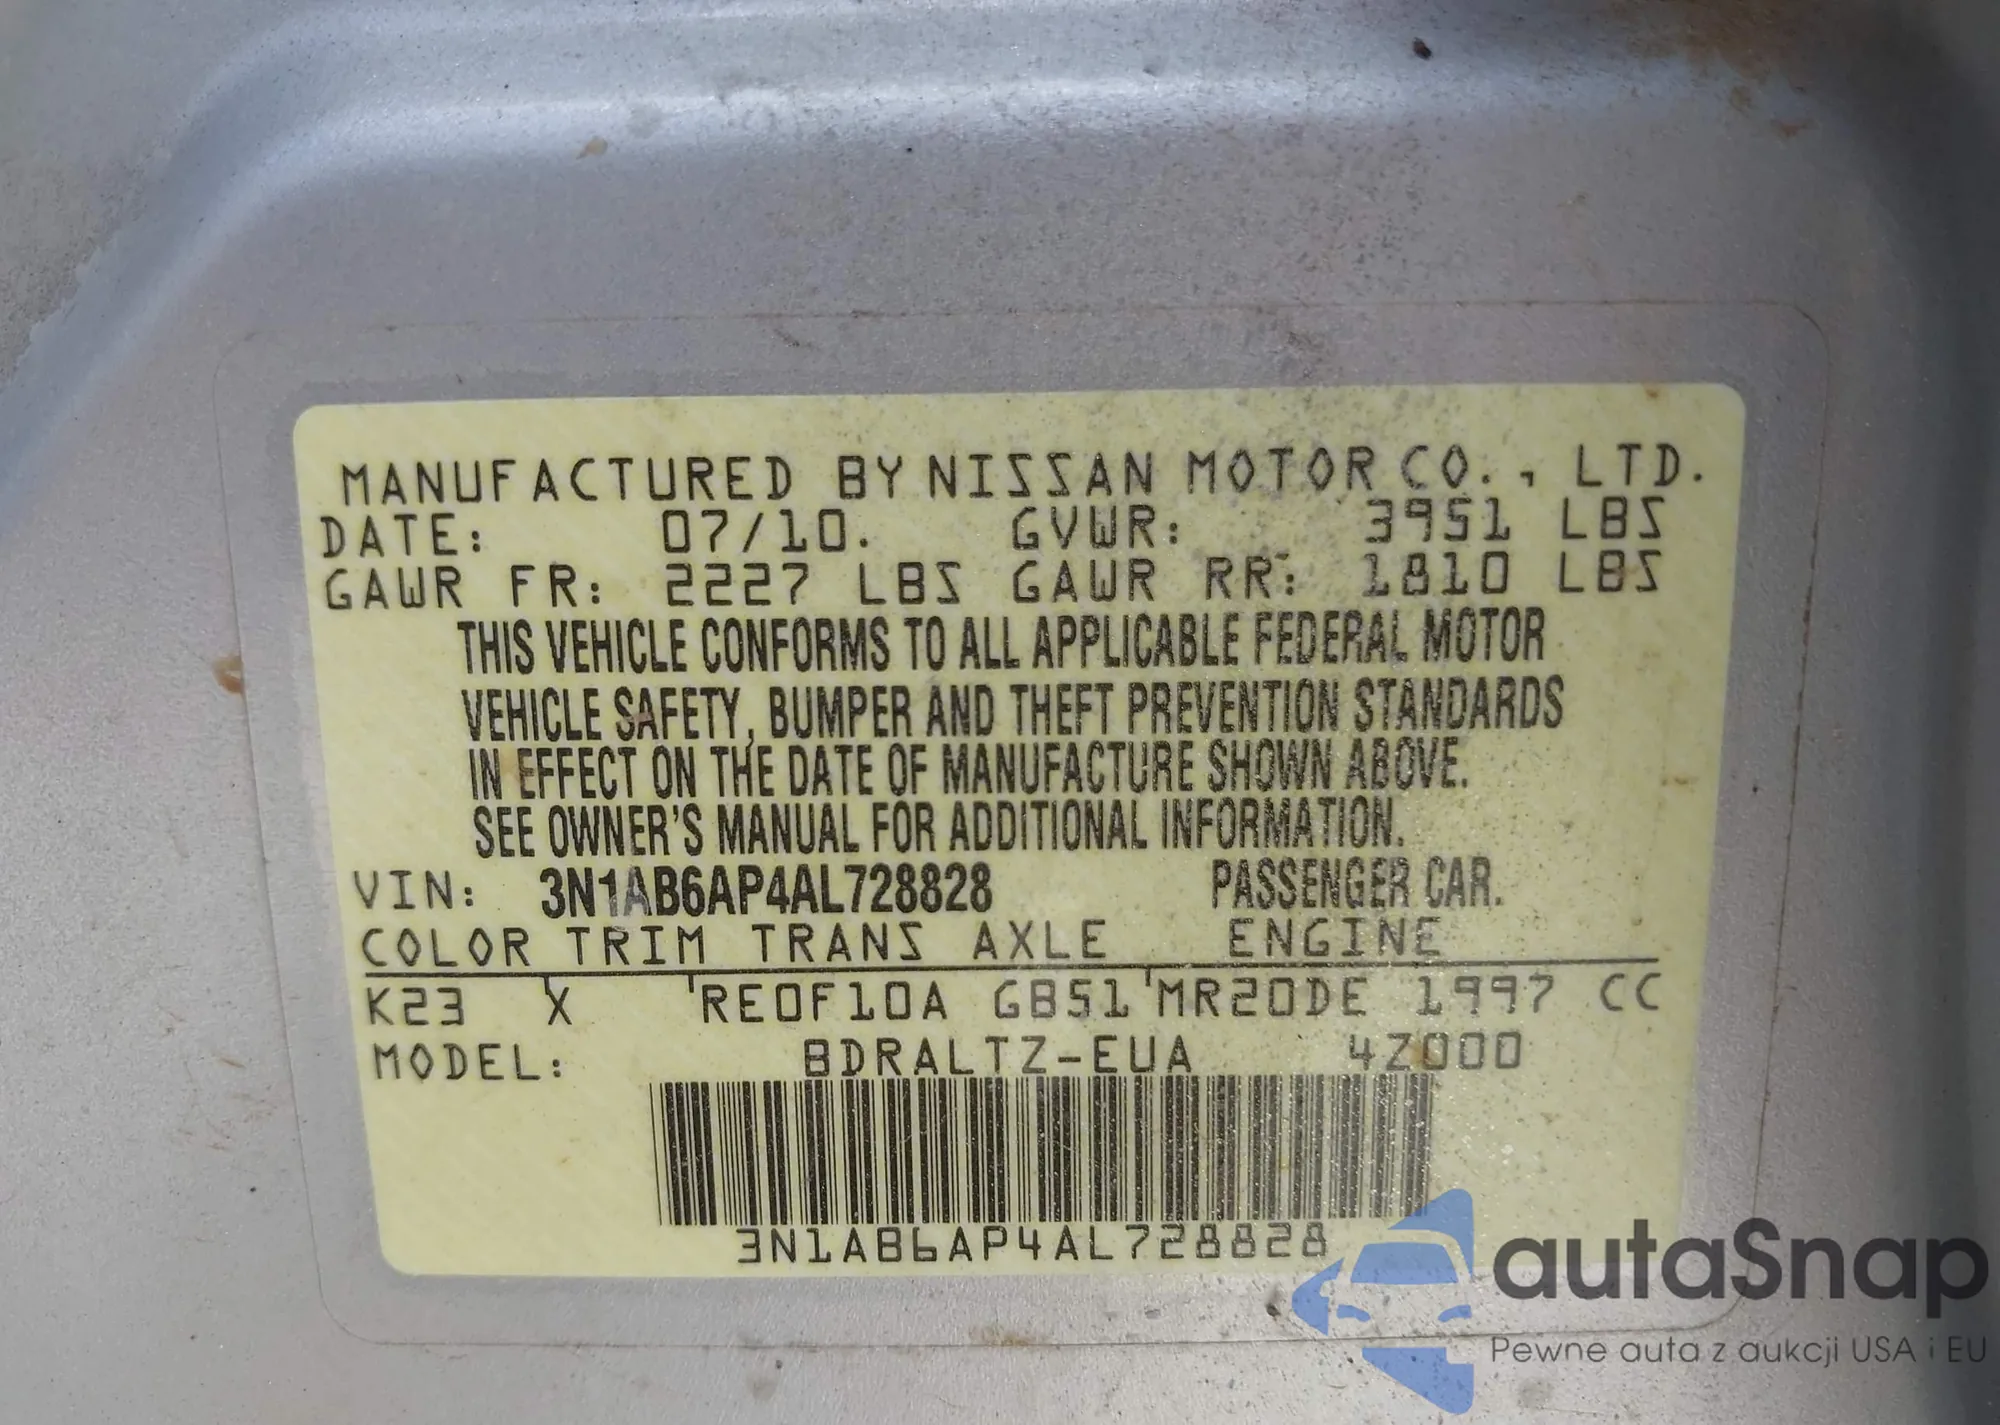 MANUFACTURED BY NISSAN MOTOR CO., LTD.
DATE: 07/10. GVWR: 3951 LBS
GAWR FR: 2227 LBS GAWR RR: 1810 LBS
THIS VEHICLE CONFORMS TO ALL APPLICABLE FEDERAL MOTOR
VEHICLE SAFETY, BUMPER AND THEFT PREVENTION STANDARDS
IN EFFECT ON THE DATE OF MANUFACTURE SHOWN ABOVE.
SEE OWNER'S MANUAL FOR ADDITIONAL INFORMATION.
VIN: 3N1AB6AP4AL728828 PASSENGER CAR.
COLOR TRIM TRANS AXLE ENGINE
K23 X RE0F10A GB51 MR20DE 1997 CC
MODEL: BDRALTZ-EUA 4Z000
3N1AB6AP4AL728828
autaSnap
Pewne auta z aukcji USA i EU